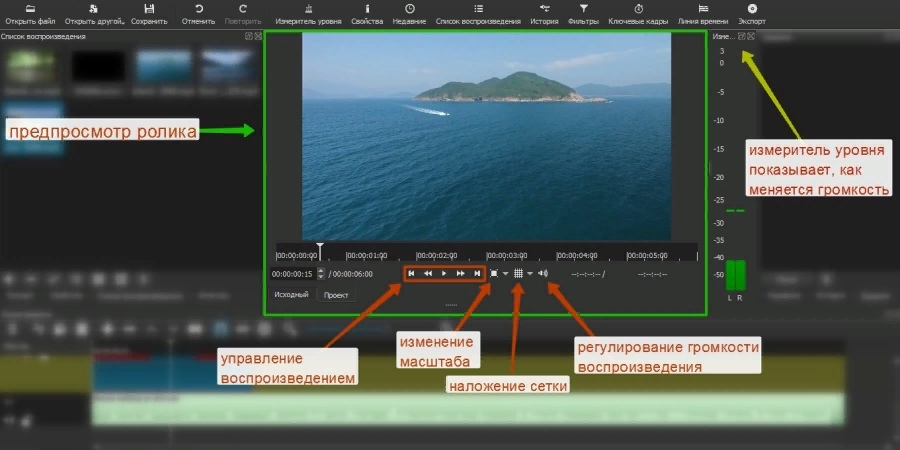 Открыть файл Открыть другой.. Сохранить Отменить Повторить Измеритель уровня Свойства Недавние Список воспроизведения История Фильтры Ключевые кадры Линия времени Экспорт
Список воспроизведения
Изме...
3
0
-5
-10
-15
-20
-25
-30
-35
-40
-50
L R
предпросмотр ролика
измеритель уровня
показывает, как
меняется громкость
00:00:00:00 00:00:01:00 00:00:02:00 00:00:03:00 00:00:04:00 00:00:05:00
00:00:00:15 / 00:00:06:00 --:--:--:-- / --:--:--:--
Исходный Проект
управление
воспроизведением
изменение
масштаба
наложение сетки
регулирование громкости
воспроизведения